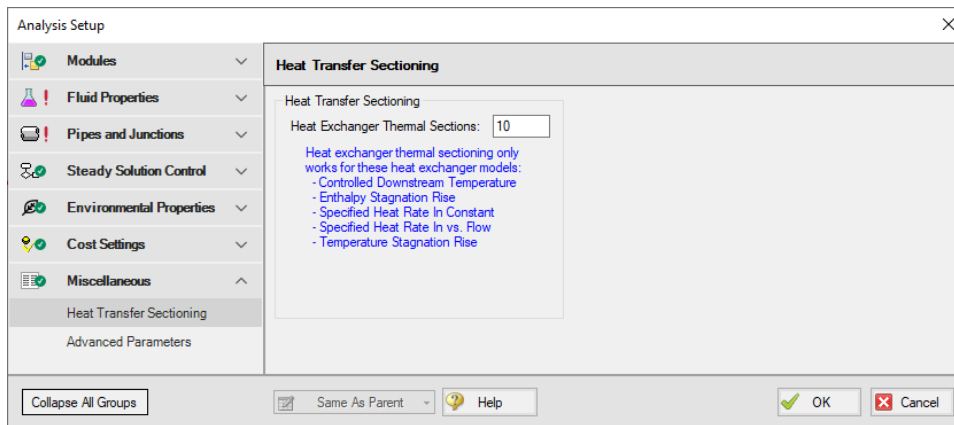 Analysis Setup
Modules
Fluid Properties
Pipes and Junctions
Steady Solution Control
Environmental Properties
Cost Settings
Miscellaneous
Heat Transfer Sectioning
Advanced Parameters
Heat Transfer Sectioning
Heat Transfer Sectioning
Heat Exchanger Thermal Sections: 10
Heat exchanger thermal sectioning only
works for these heat exchanger models:
- Controlled Downstream Temperature
- Enthalpy Stagnation Rise
- Specified Heat Rate In Constant
- Specified Heat Rate In vs. Flow
- Temperature Stagnation Rise
Collapse All Groups
Same As Parent
Help
OK
Cancel